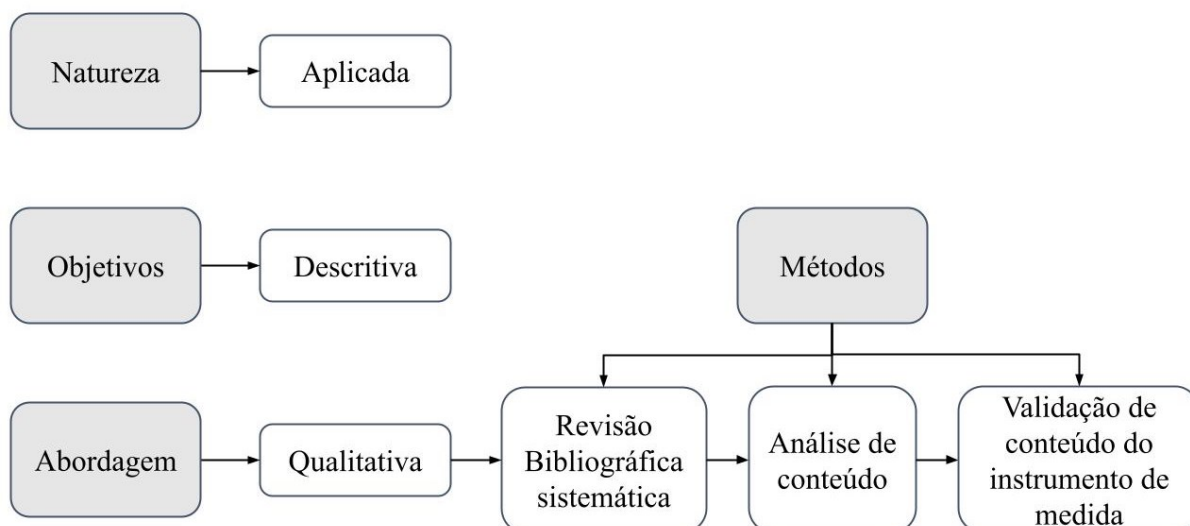 Natureza
Aplicada
Objetivos
Descritiva
Métodos
Abordagem
Qualitativa
Revisão
Bibliográfica
sistemática
Análise de
conteúdo
Validação de
conteúdo do
instrumento de
medida